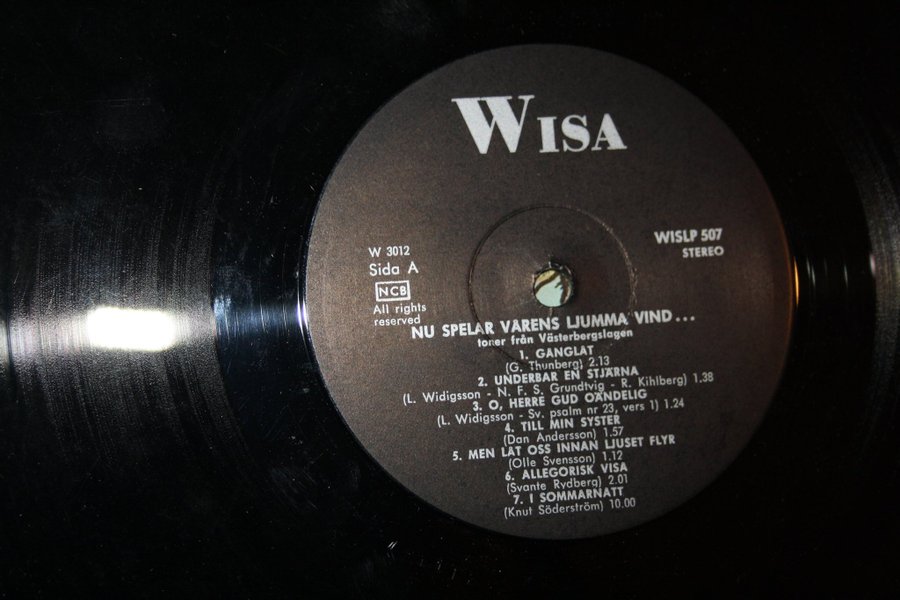 WISA
W 3012
Sida A
NCB
All rights
reserved
WISLP 507
STEREO
NU SPELAR VÅRENS LJUMMA VIND...
toner från Västerbergslagen
1. GÅNGLÅT
(G. Thunberg) 2.13
2. UNDERBAR EN STJÄRNA
(L. Widigsson - N. F. S. Grundtvig - R. Kihlberg) 1.38
3. O, HERRE GUD OÄNDELIG
(L. Widigsson - Sv. psalm nr 23, vers 1) 1.24
4. TILL MIN SYSTER
(Dan Andersson) 1.57
5. MEN LÅT OSS INNAN LJUSET FLYR
(Olle Svensson) 1.12
6. ALLEGORISK VISA
(Svante Rydberg) 2.01
7. I SOMMARNATT
(Knut Söderström) 10.00